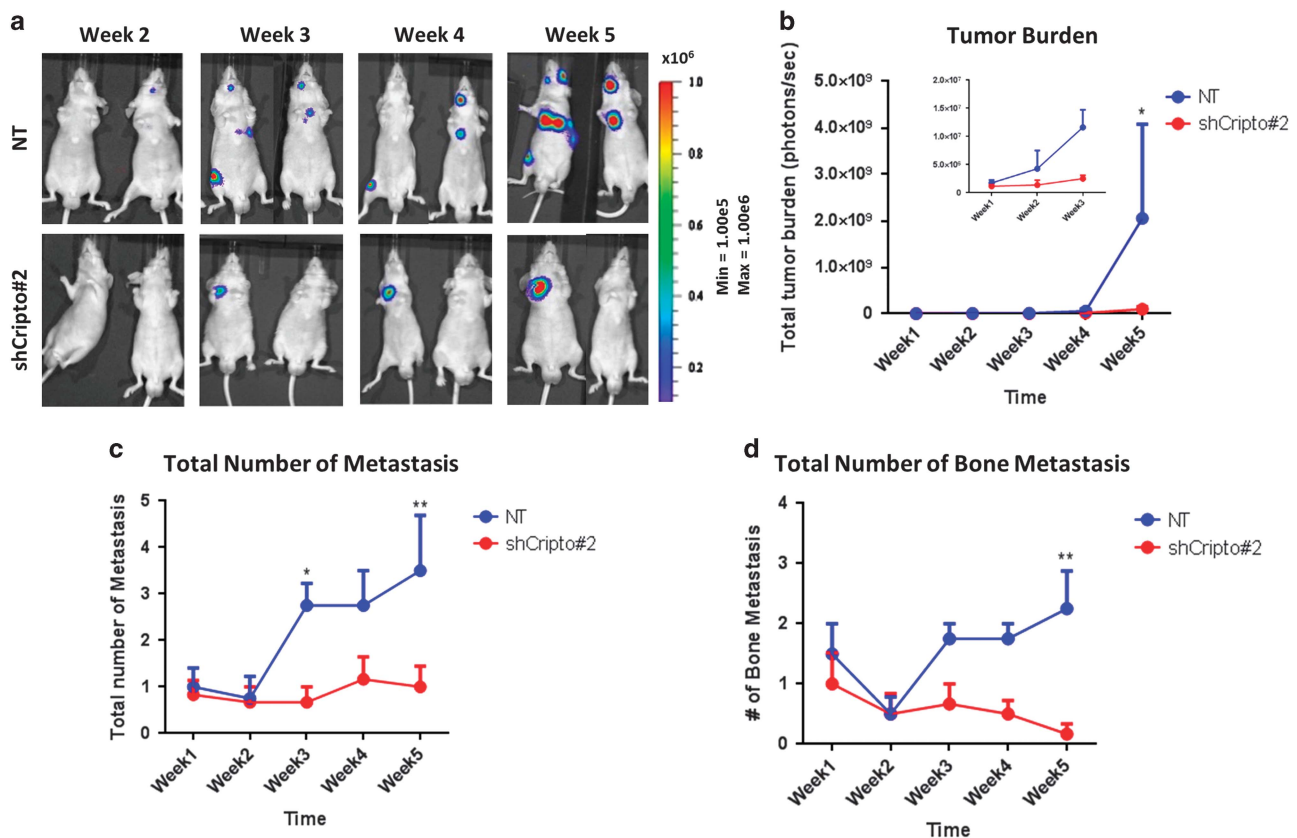 a
Week 2
Week 3
Week 4
Week 5
NT
shCripto#2
x10⁶
1.0
0.8
0.6
0.4
0.2
Min = 1.00e5
Max = 1.00e6
b
Tumor Burden
Total tumor burden (photons/sec)
5.0×10⁹
4.0×10⁹
3.0×10⁹
2.0×10⁹
1.0×10⁹
0
2.0×10⁷
1.5×10⁷
1.0×10⁷
5.0×10⁶
0
Week1
Week2
Week3
*
NT
shCripto#2
Week1
Week2
Week3
Week4
Week5
Time
c
Total Number of Metastasis
Total number of Metastasis
5
4
3
2
1
0
*
**
NT
shCripto#2
Week1
Week2
Week3
Week4
Week5
Time
d
Total Number of Bone Metastasis
# of Bone Metastasis
4
3
2
1
0
**
NT
shCripto#2
Week1
Week2
Week3
Week4
Week5
Time